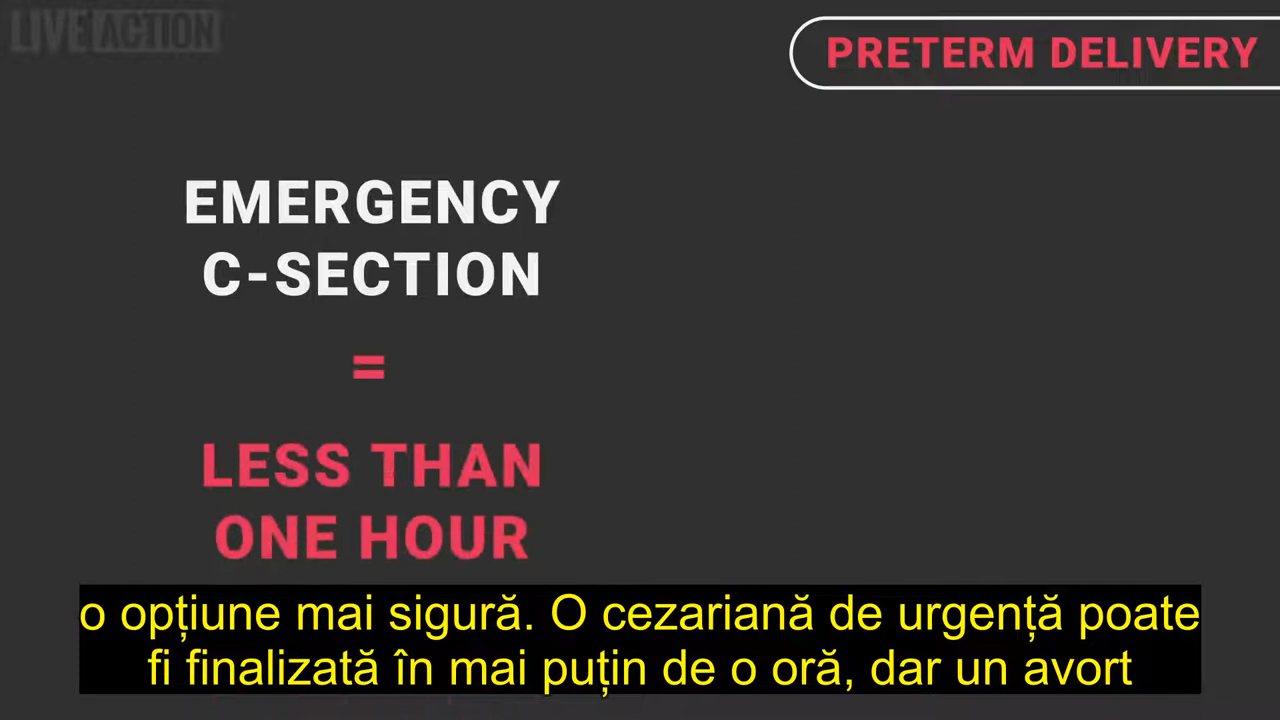 LIVE ACTION
PRETERM DELIVERY
EMERGENCY
C-SECTION
=
LESS THAN
ONE HOUR
o opțiune mai sigură. O cezariană de urgență poate
fi finalizată în mai puțin de o oră, dar un avort